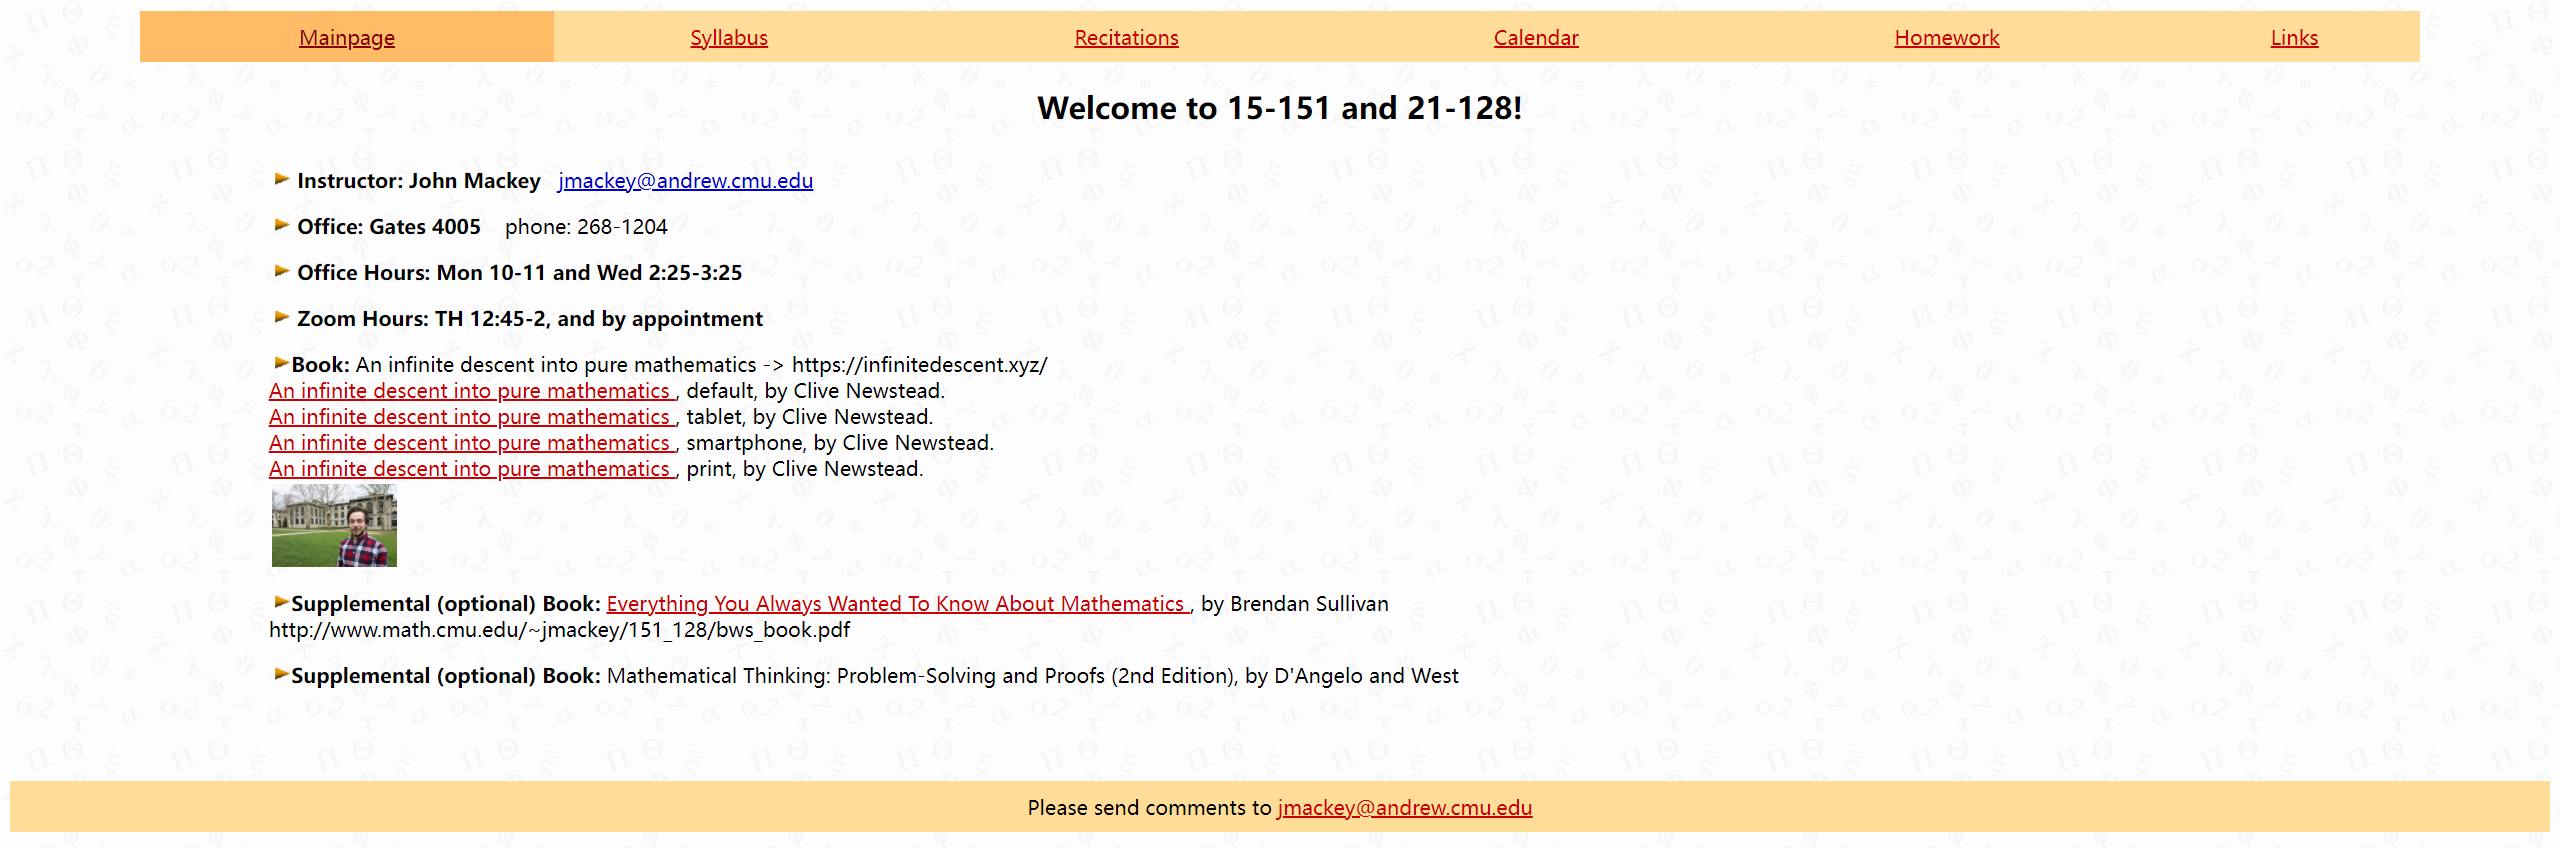 Mainpage Syllabus Recitations Calendar Homework Links
Welcome to 15-151 and 21-128!
Instructor: John Mackey jmackey@andrew.cmu.edu
Office: Gates 4005 phone: 268-1204
Office Hours: Mon 10-11 and Wed 2:25-3:25
Zoom Hours: TH 12:45-2, and by appointment
Book: An infinite descent into pure mathematics -> https://infinitedescent.xyz/
An infinite descent into pure mathematics , default, by Clive Newstead.
An infinite descent into pure mathematics , tablet, by Clive Newstead.
An infinite descent into pure mathematics , smartphone, by Clive Newstead.
An infinite descent into pure mathematics , print, by Clive Newstead.
Supplemental (optional) Book: Everything You Always Wanted To Know About Mathematics , by Brendan Sullivan
http://www.math.cmu.edu/~jmackey/151_128/bws_book.pdf
Supplemental (optional) Book: Mathematical Thinking: Problem-Solving and Proofs (2nd Edition), by D'Angelo and West
Please send comments to jmackey@andrew.cmu.edu